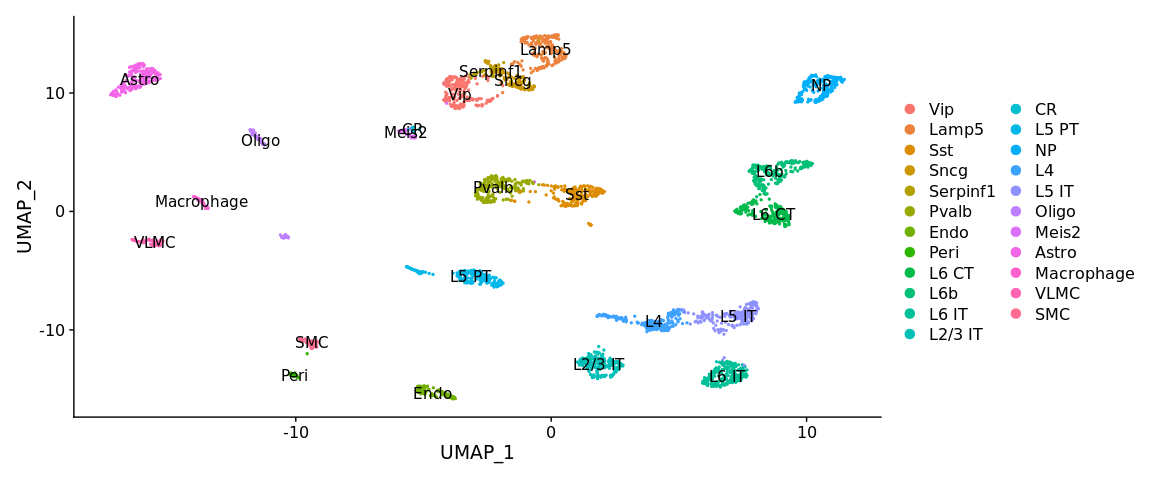 Lamp5
Serpinf1
Sncg
Astro
Vip
NP
10
CR
Meis2
Oligo
L6b
Pvalb
Sst
Macrophage
0
L6 CT
VLMC
L5 PT
L4
L5 IT
-10
SMC
L2/3 IT
Peri
L6 IT
Endo
-10 0 10
UMAP_1
UMAP_2
Vip
Lamp5
Sst
Sncg
Serpinf1
Pvalb
Endo
Peri
L6 CT
L6b
L6 IT
L2/3 IT
CR
L5 PT
NP
L4
L5 IT
Oligo
Meis2
Astro
Macrophage
VLMC
SMC